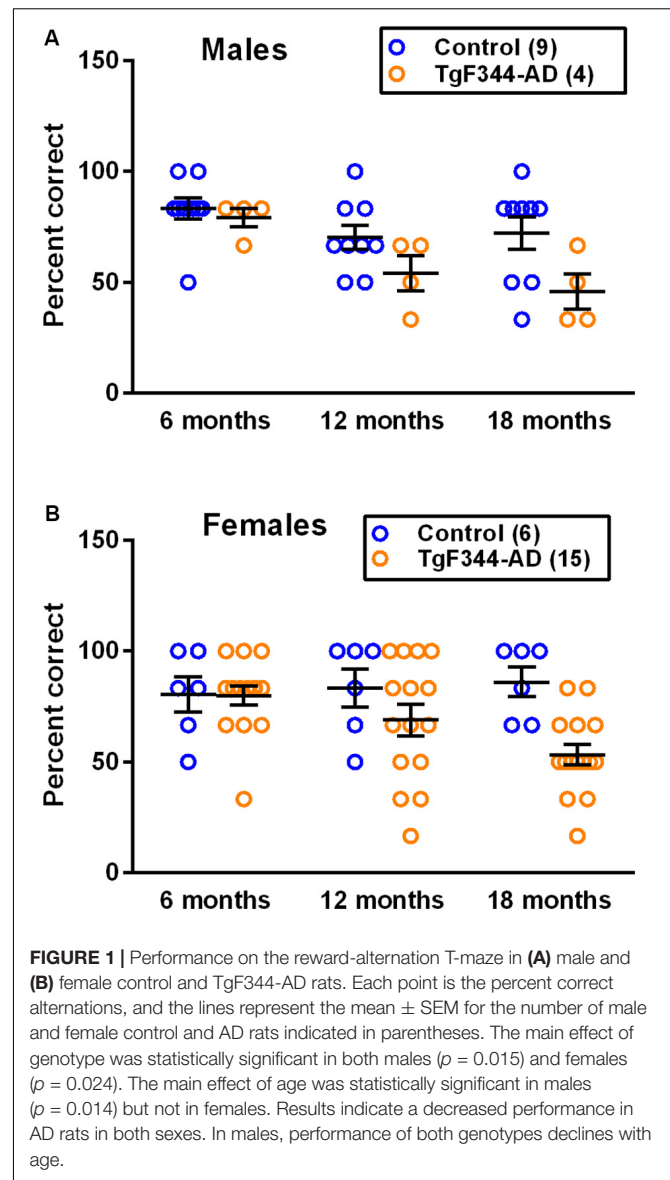 A
Males
Control (9)
TgF344-AD (4)
150
100
50
0
Percent correct
6 months 12 months 18 months
B
Females
Control (6)
TgF344-AD (15)
150
100
50
0
Percent correct
6 months 12 months 18 months
FIGURE 1 | Performance on the reward-alternation T-maze in (A) male and
(B) female control and TgF344-AD rats. Each point is the percent correct
alternations, and the lines represent the mean ± SEM for the number of male
and female control and AD rats indicated in parentheses. The main effect of
genotype was statistically significant in both males (p = 0.015) and females
(p = 0.024). The main effect of age was statistically significant in males
(p = 0.014) but not in females. Results indicate a decreased performance in
AD rats in both sexes. In males, performance of both genotypes declines with
age.